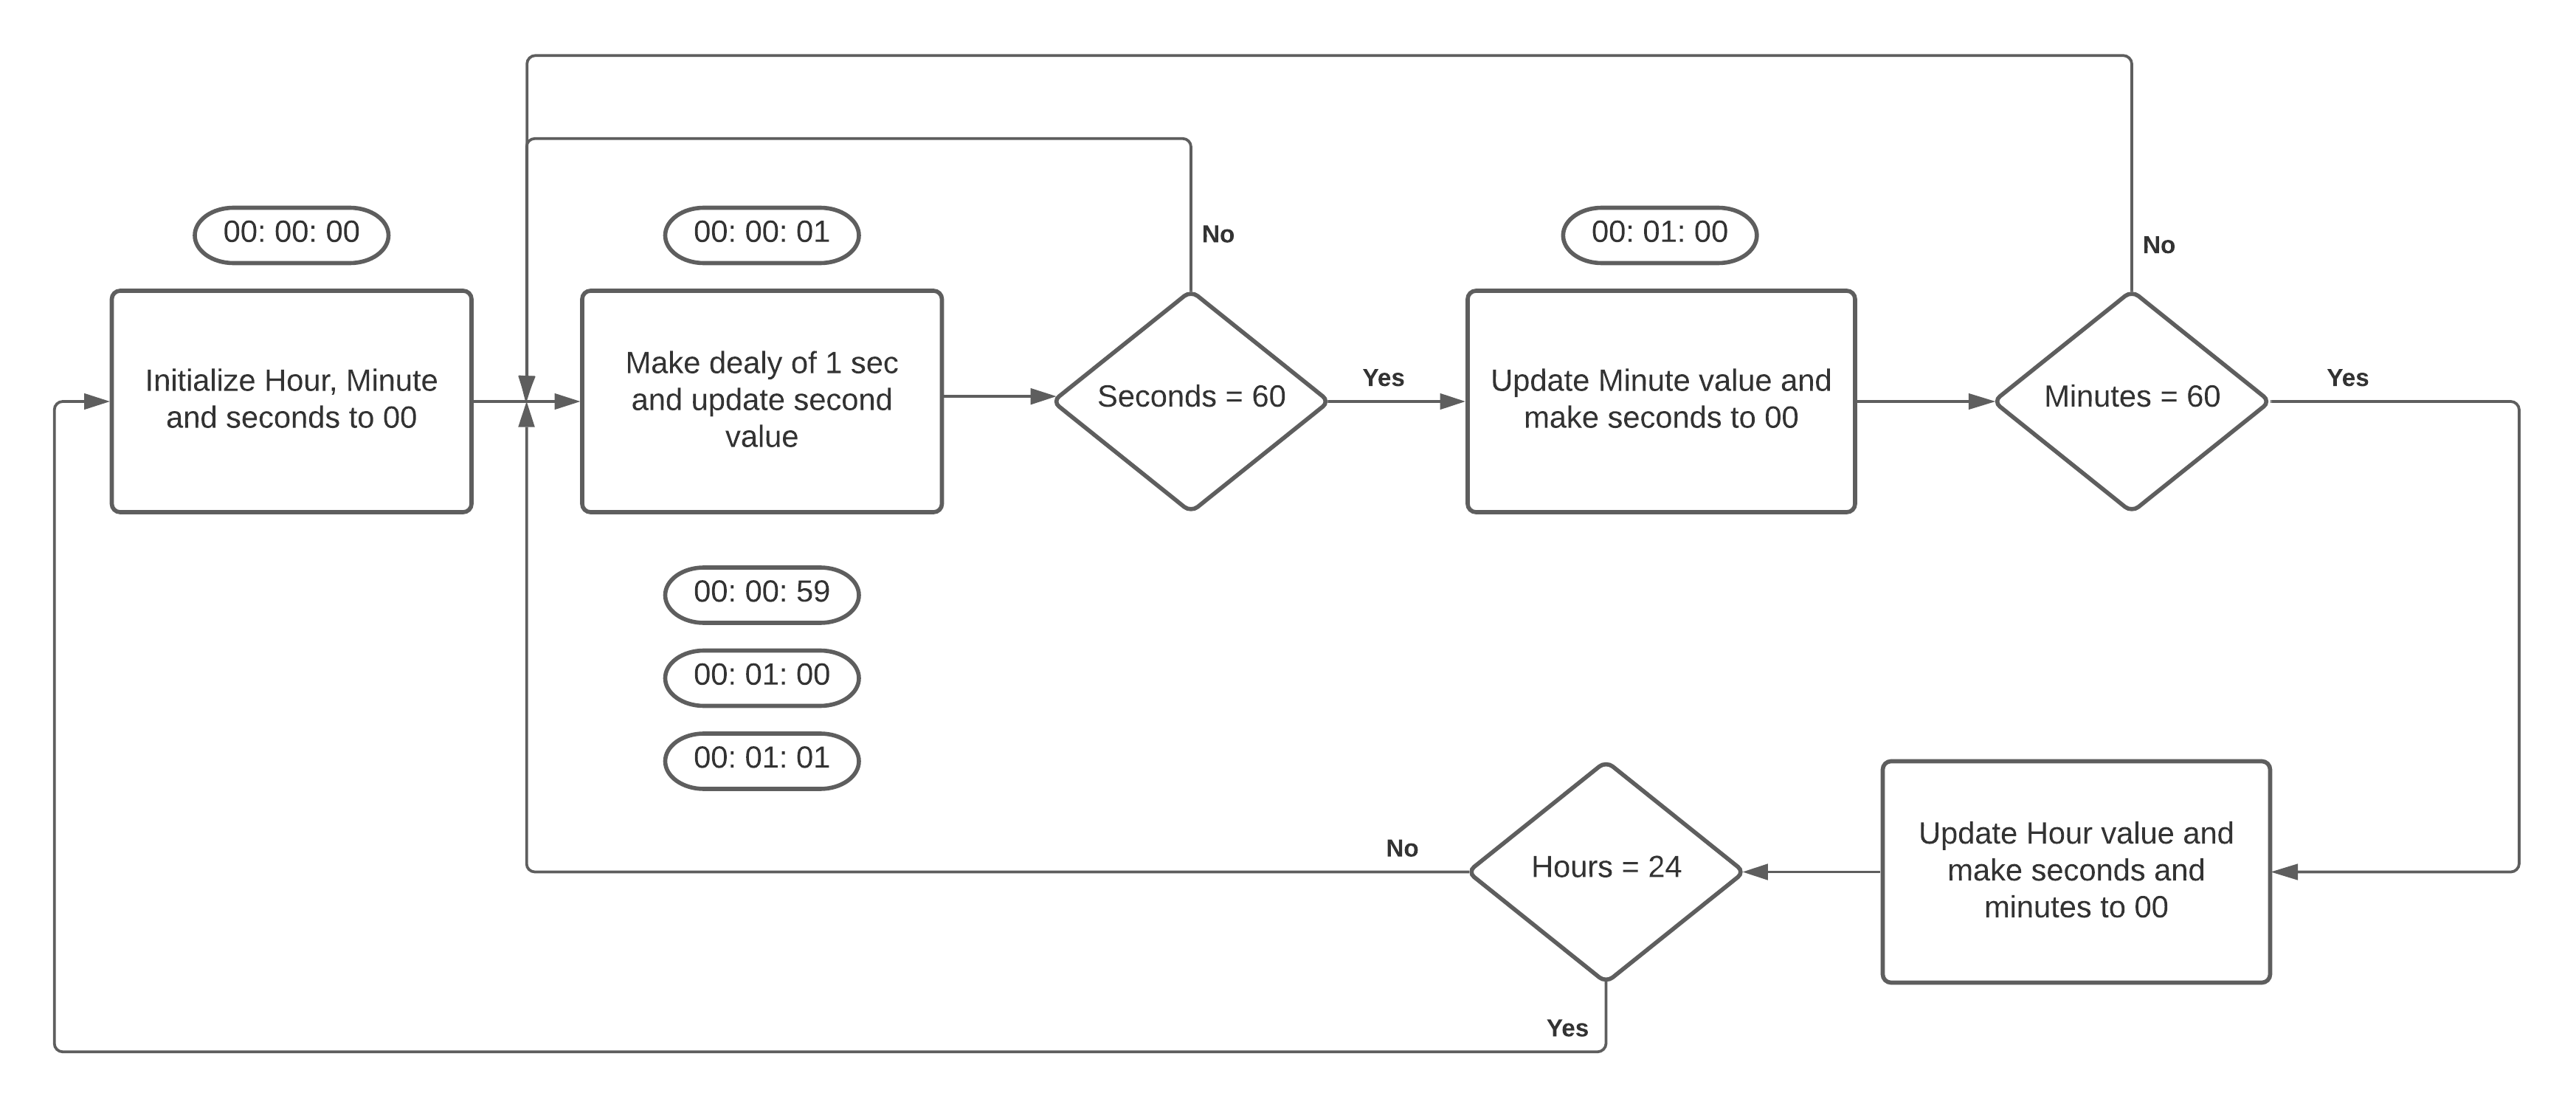 00: 00: 00
00: 00: 01
No
00: 01: 00
No
Initialize Hour, Minute
and seconds to 00
Make dealy of 1 sec
and update second
value
Seconds = 60
Yes
Update Minute value and
make seconds to 00
Minutes = 60
Yes
00: 00: 59
00: 01: 00
00: 01: 01
Update Hour value and
make seconds and
minutes to 00
Hours = 24
No
Yes